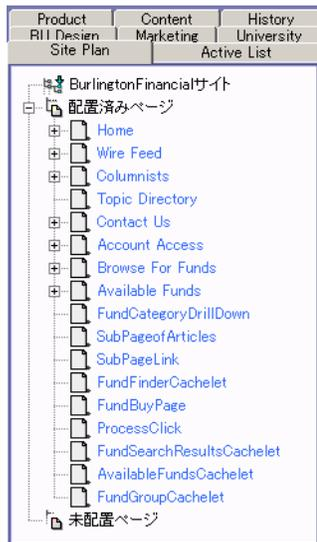 Product Content History
BU Design Marketing University
Site Plan Active List
BurlingtonFinancialサイト
配置済みページ
Home
Wire Feed
Columnists
Topic Directory
Contact Us
Account Access
Browse For Funds
Available Funds
FundCategoryDrillDown
SubPageofArticles
SubPageLink
FundFinderCachelet
FundBuyPage
ProcessClick
FundSearchResultsCachelet
AvailableFundsCachelet
FundGroupCachelet
未配置ページ